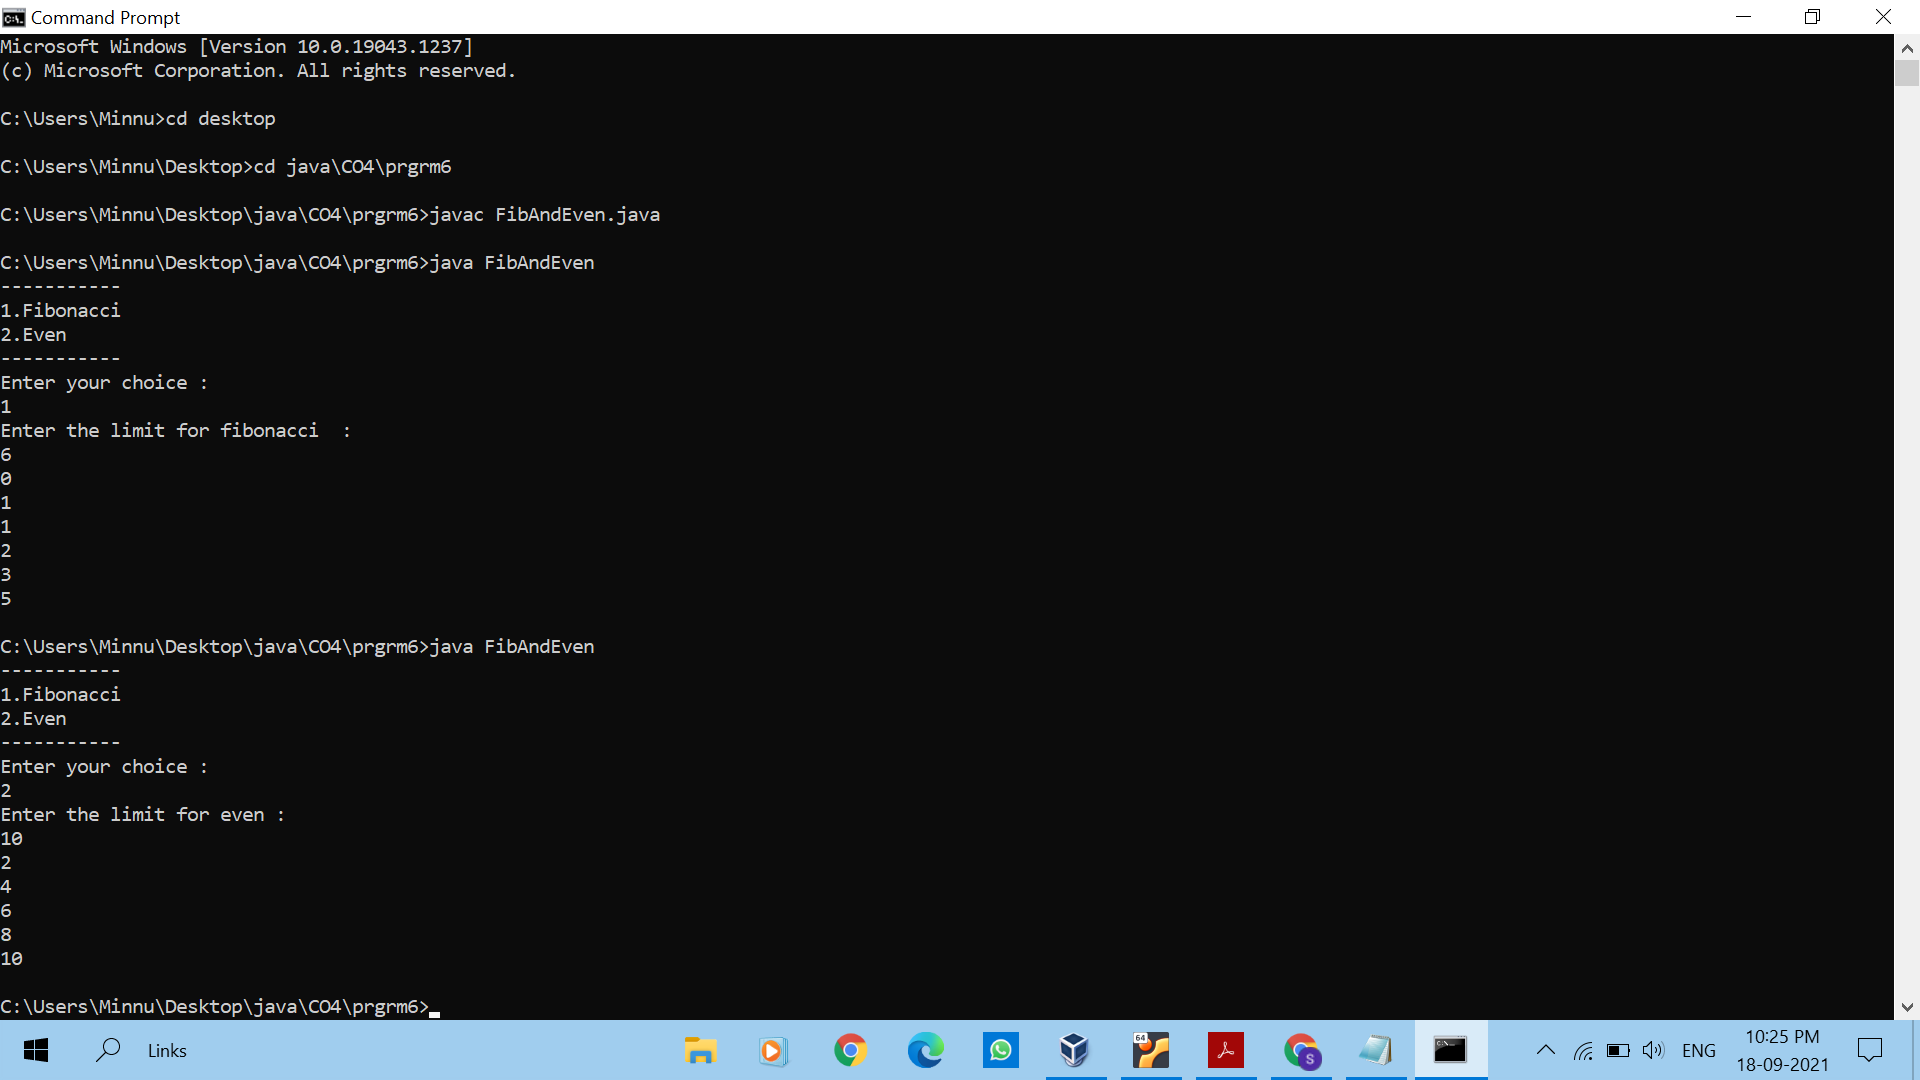 Command Prompt
Microsoft Windows [Version 10.0.19043.1237]
(c) Microsoft Corporation. All rights reserved.
C:\Users\Minnu>cd desktop
C:\Users\Minnu\Desktop>cd java\CO4\prgrm6
C:\Users\Minnu\Desktop\java\CO4\prgrm6>javac FibAndEven.java
C:\Users\Minnu\Desktop\java\CO4\prgrm6>java FibAndEven
-----------
1.Fibonacci
2.Even
-----------
Enter your choice :
1
Enter the limit for fibonacci  :
6
0
1
1
2
3
5
C:\Users\Minnu\Desktop\java\CO4\prgrm6>java FibAndEven
-----------
1.Fibonacci
2.Even
-----------
Enter your choice :
2
Enter the limit for even :
10
2
4
6
8
10
C:\Users\Minnu\Desktop\java\CO4\prgrm6>
Links
64
S
ENG
10:25 PM
18-09-2021